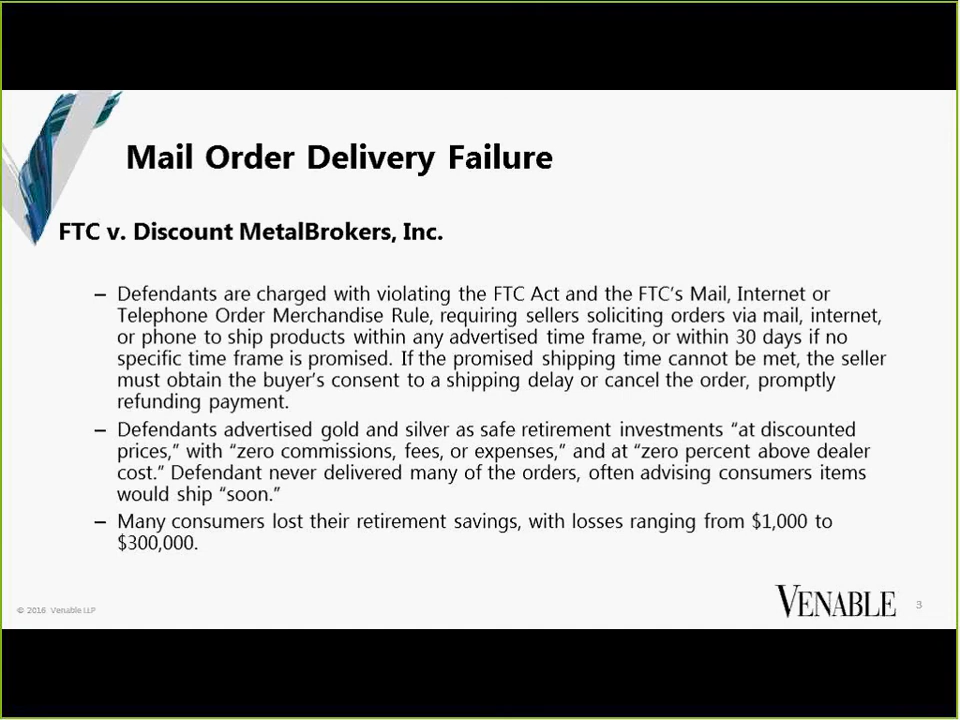 Mail Order Delivery Failure
FTC v. Discount MetalBrokers, Inc.
– Defendants are charged with violating the FTC Act and the FTC's Mail, Internet or
Telephone Order Merchandise Rule, requiring sellers soliciting orders via mail, internet,
or phone to ship products within any advertised time frame, or within 30 days if no
specific time frame is promised. If the promised shipping time cannot be met, the seller
must obtain the buyer's consent to a shipping delay or cancel the order, promptly
refunding payment.
– Defendants advertised gold and silver as safe retirement investments “at discounted
prices,” with “zero commissions, fees, or expenses,” and at “zero percent above dealer
cost.” Defendant never delivered many of the orders, often advising consumers items
would ship “soon.”
– Many consumers lost their retirement savings, with losses ranging from $1,000 to
$300,000.
© 2016 Venable LLP
VENABLE
3